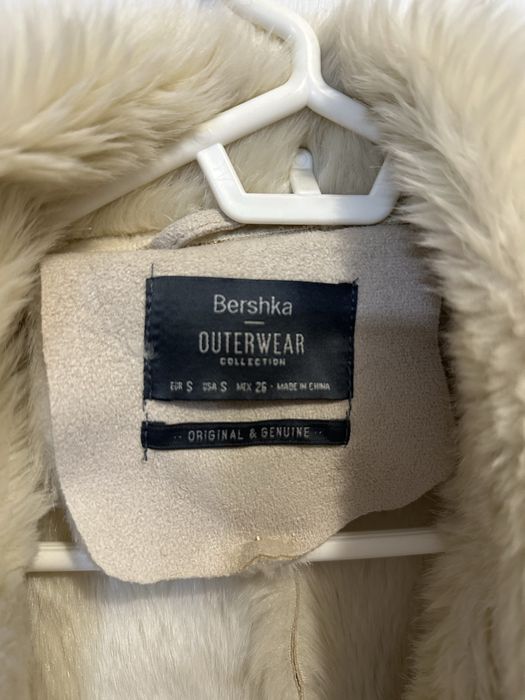 Bershka
OUTERWEAR
COLLECTION
EUR S USA S MEX 26 - MADE IN CHINA
·· ORIGINAL & GENUINE ··